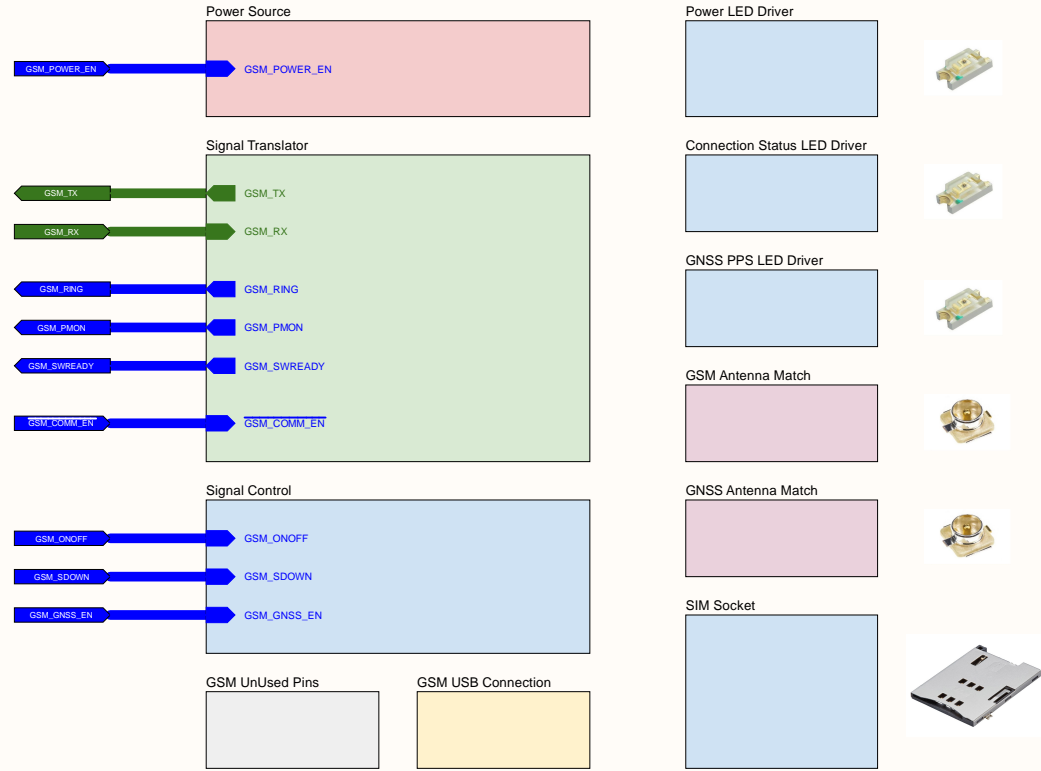 Power Source
GSM_POWER_EN
GSM_POWER_EN
Signal Translator
GSM_TX
GSM_TX
GSM_RX
GSM_RX
GSM_RING
GSM_RING
GSM_PMON
GSM_PMON
GSM_SWREADY
GSM_SWREADY
GSM_COMM_EN
GSM_COMM_EN
Signal Control
GSM_ONOFF
GSM_ONOFF
GSM_SDOWN
GSM_SDOWN
GSM_GNSS_EN
GSM_GNSS_EN
GSM UnUsed Pins
GSM USB Connection
Power LED Driver
Connection Status LED Driver
GNSS PPS LED Driver
GSM Antenna Match
GNSS Antenna Match
SIM Socket